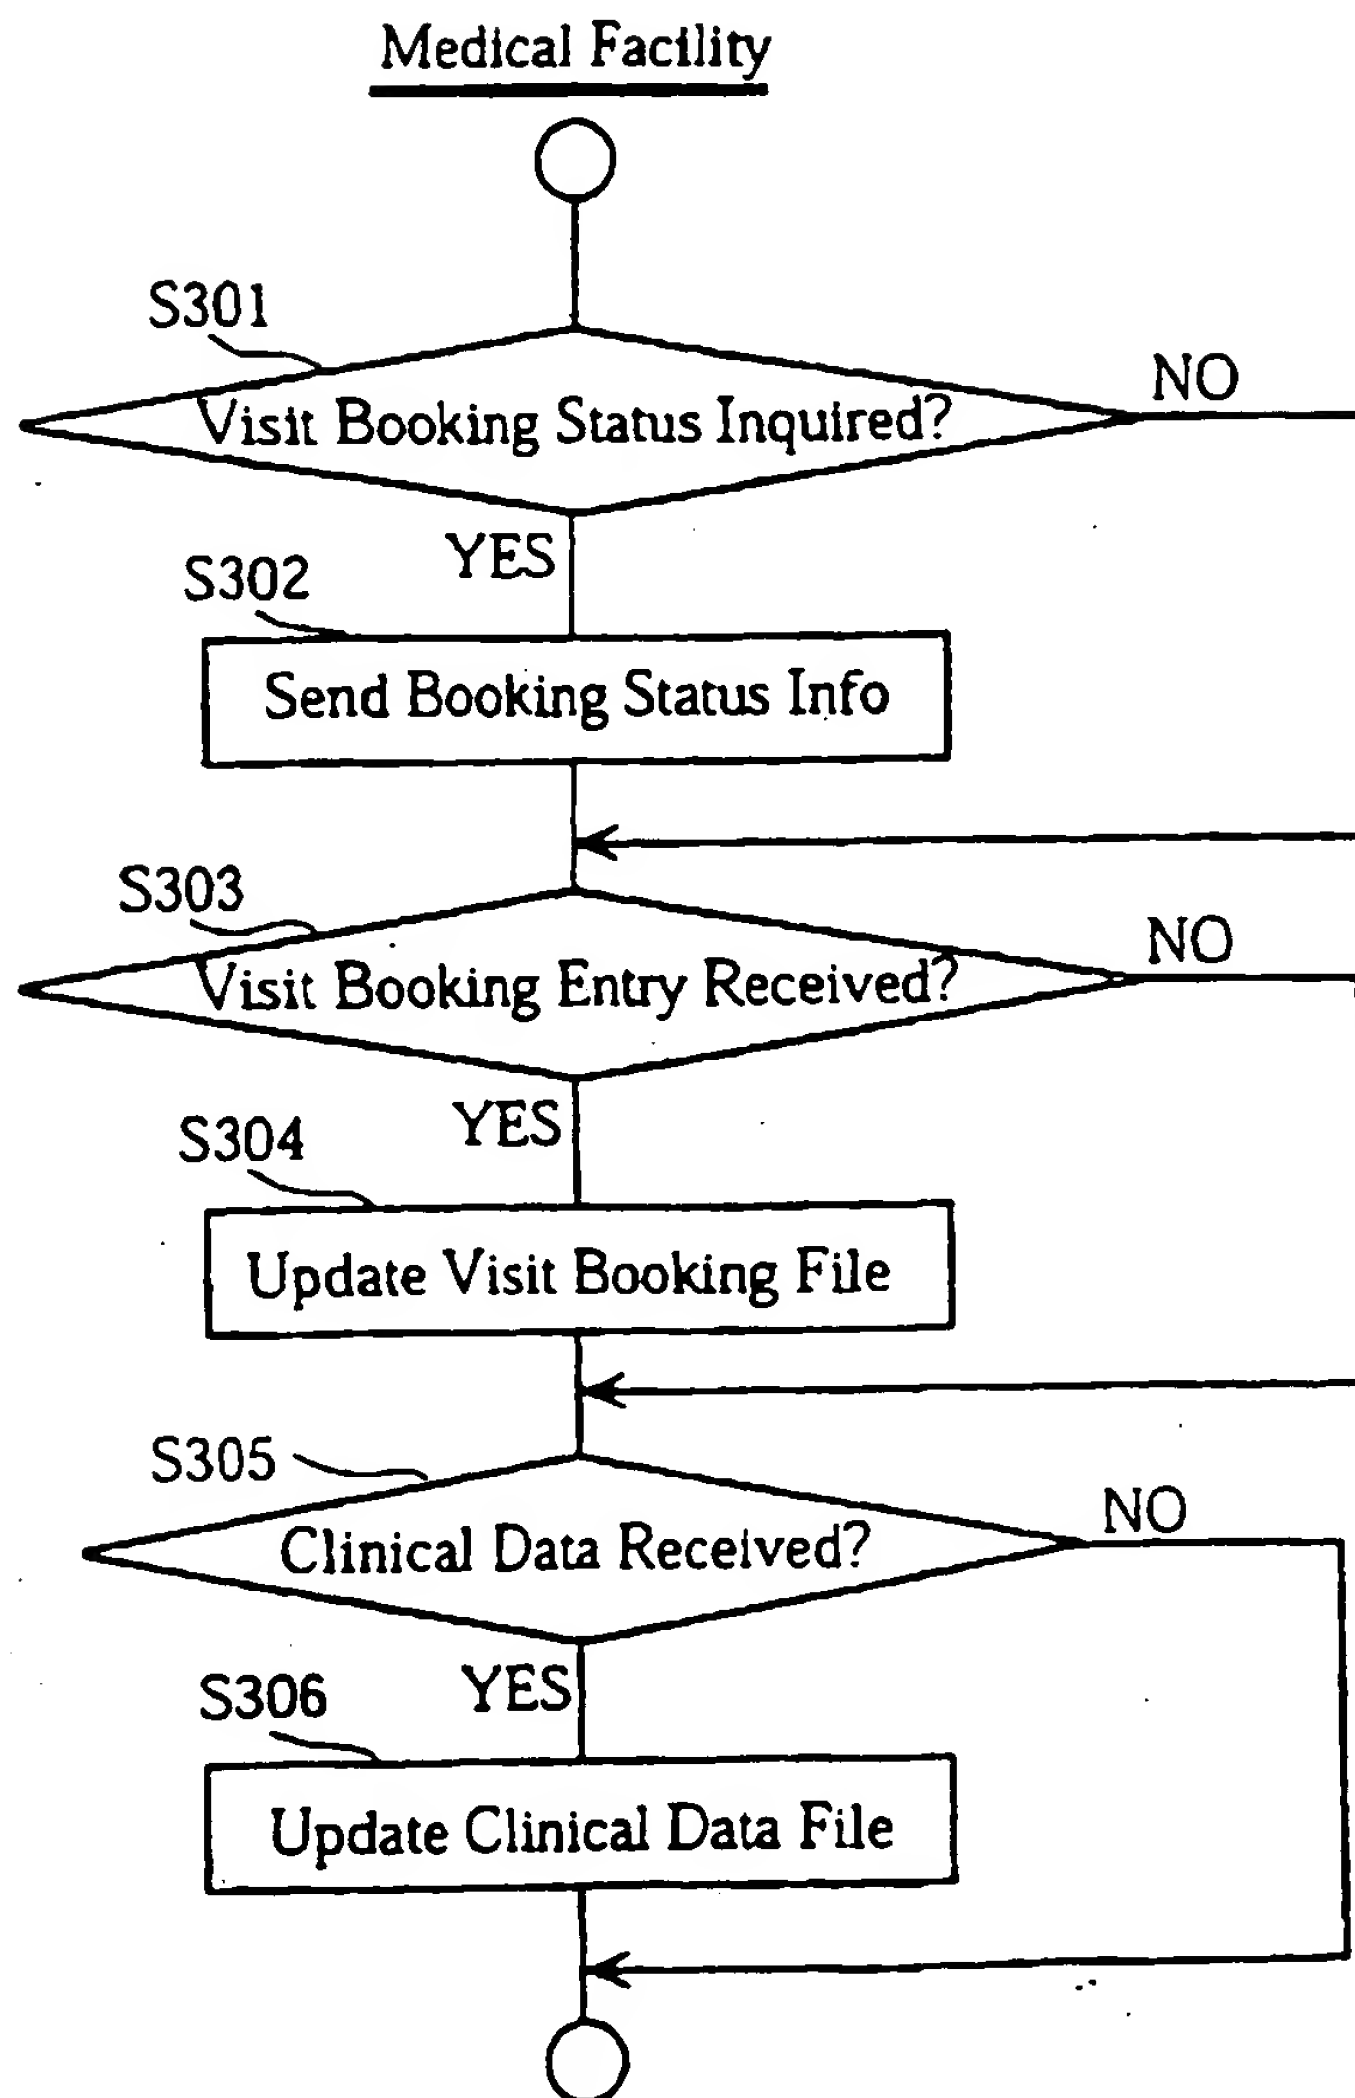 Medical Facility
S301
NO
Visit Booking Status Inquired?
YES
S302
Send Booking Status Info
S303
NO
Visit Booking Entry Received?
YES
S304
Update Visit Booking File
S305
NO
Clinical Data Received?
YES
S306
Update Clinical Data File